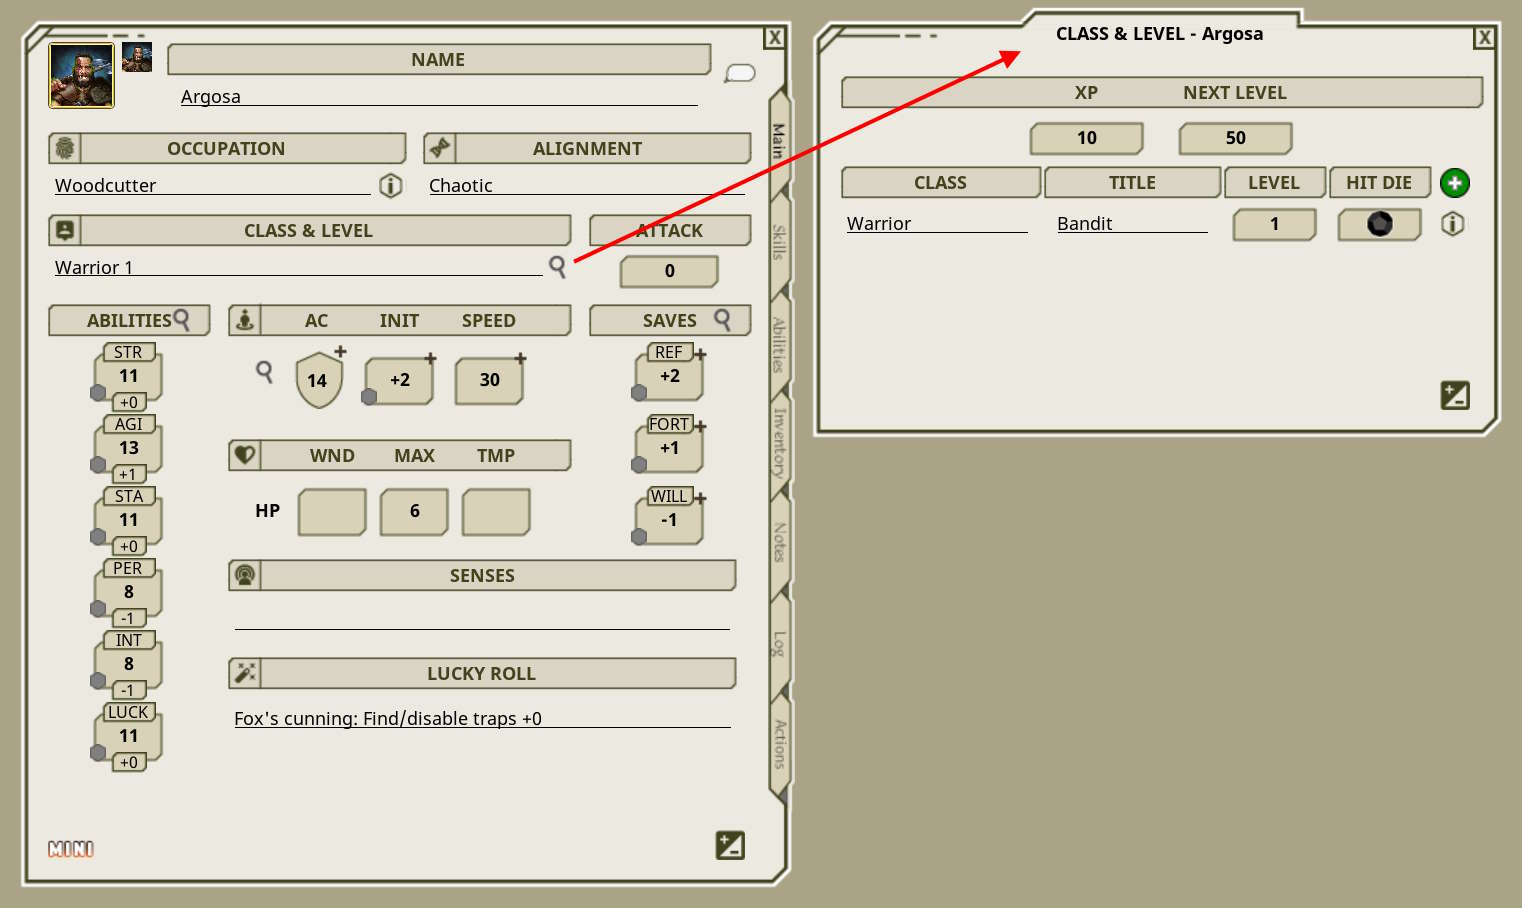 X
NAME
Argosa
OCCUPATION
ALIGNMENT
Woodcutter
Chaotic
CLASS & LEVEL
ATTACK
Warrior 1
0
ABILITIES
AC INIT SPEED
SAVES
STR
11
+0
AGI
13
+1
STA
11
+0
PER
8
-1
INT
8
-1
LUCK
11
+0
14
+2
30
REF
+2
FORT
+1
WILL
-1
WND MAX TMP
HP
6
SENSES
LUCKY ROLL
Fox's cunning: Find/disable traps +0
MINI
Main
Skills
Abilities
Inventory
Notes
Log
Actions
CLASS & LEVEL - Argosa
X
XP NEXT LEVEL
10 50
CLASS TITLE LEVEL HIT DIE
Warrior Bandit 1